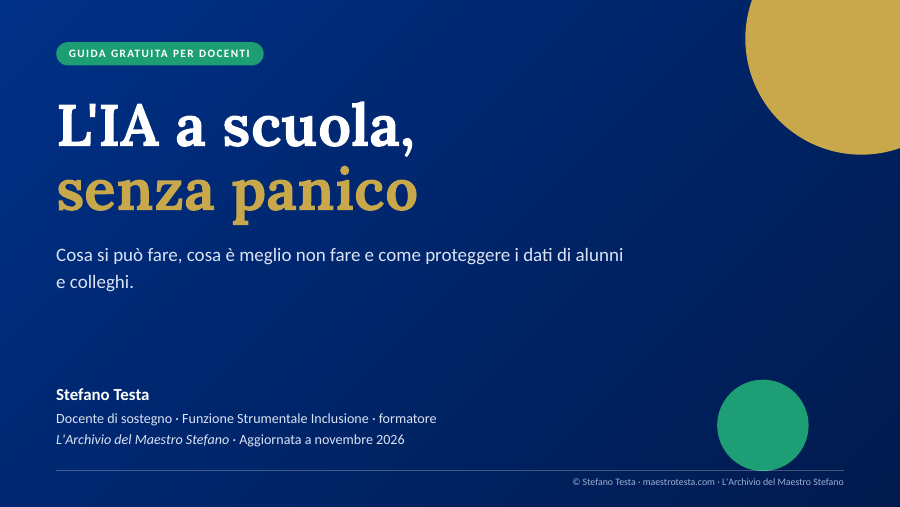 GUIDA GRATUITA PER DOCENTI
L'IA a scuola,
senza panico
Cosa si può fare, cosa è meglio non fare e come proteggere i dati di alunni
e colleghi.
Stefano Testa
Docente di sostegno · Funzione Strumentale Inclusione · formatore
L'Archivio del Maestro Stefano · Aggiornata a novembre 2026
© Stefano Testa · maestrotesta.com · L'Archivio del Maestro Stefano